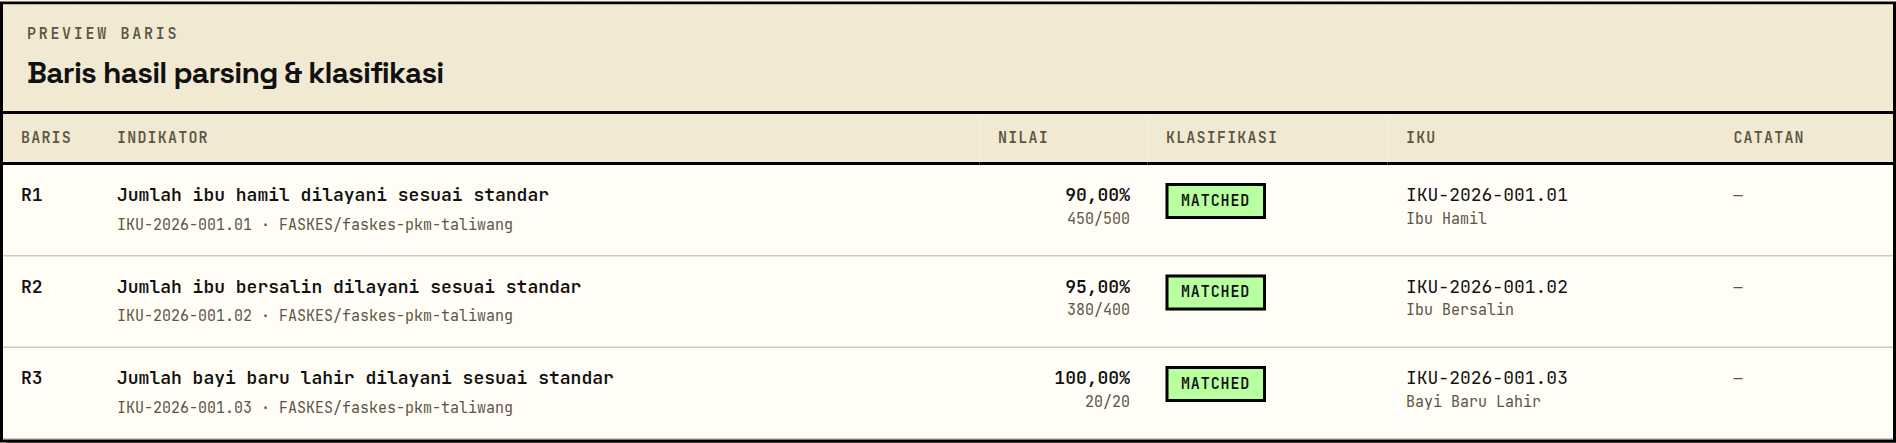 PREVIEW BARIS
Baris hasil parsing & klasifikasi
BARIS INDIKATOR NILAI KLASIFIKASI IKU CATATAN
R1 Jumlah ibu hamil dilayani sesuai standar 90,00% MATCHED IKU-2026-001.01 —
IKU-2026-001.01 · FASKES/faskes-pkm-taliwang 450/500 Ibu Hamil
R2 Jumlah ibu bersalin dilayani sesuai standar 95,00% MATCHED IKU-2026-001.02 —
IKU-2026-001.02 · FASKES/faskes-pkm-taliwang 380/400 Ibu Bersalin
R3 Jumlah bayi baru lahir dilayani sesuai standar 100,00% MATCHED IKU-2026-001.03 —
IKU-2026-001.03 · FASKES/faskes-pkm-taliwang 20/20 Bayi Baru Lahir